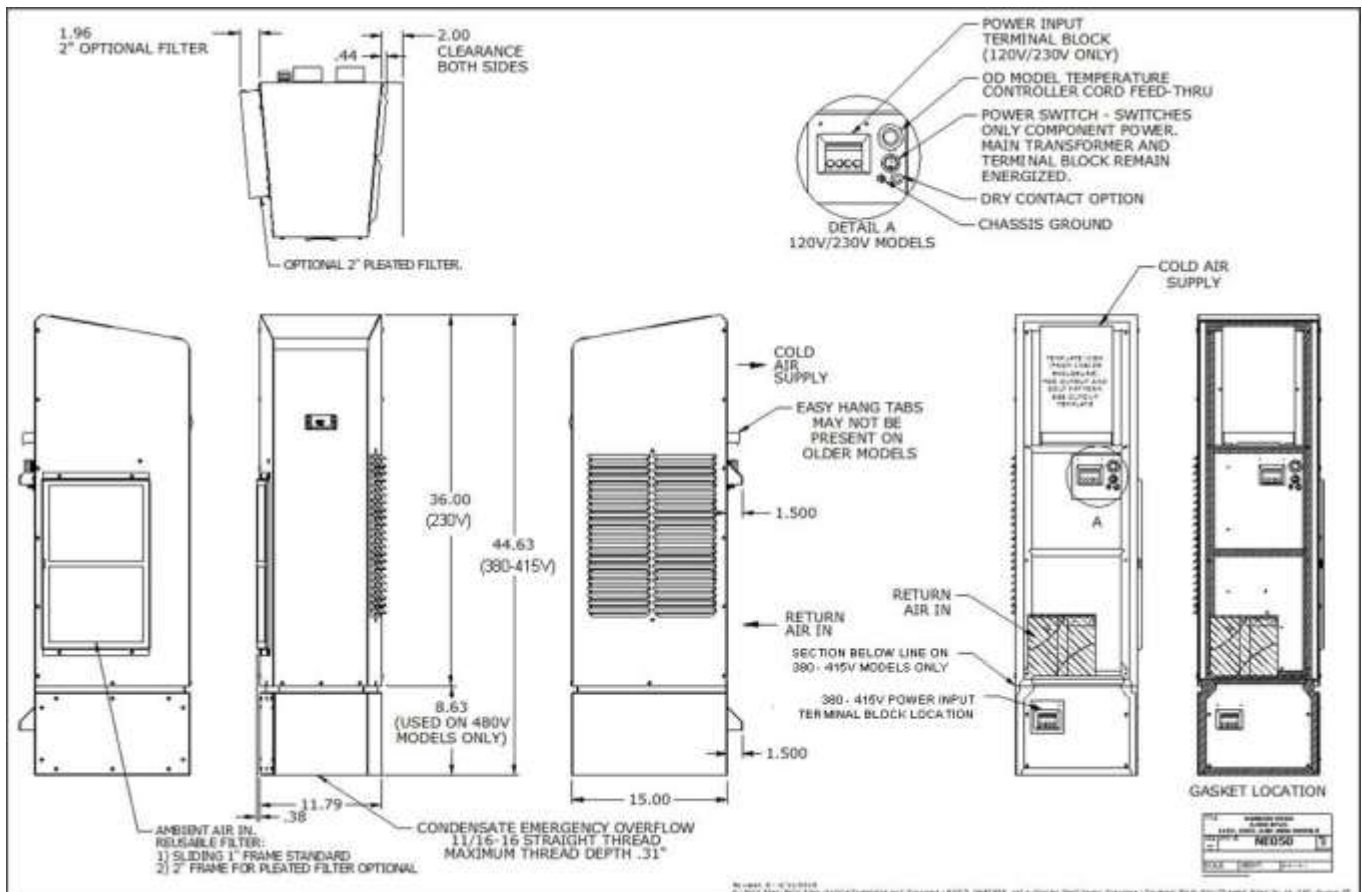 1.96
2" OPTIONAL FILTER
.44
2.00
CLEARANCE
BOTH SIDES
OPTIONAL 2" PLEATED FILTER.
POWER INPUT
TERMINAL BLOCK
(120V/230V ONLY)
OD MODEL TEMPERATURE
CONTROLLER CORD FEED-THRU
POWER SWITCH - SWITCHES
ONLY COMPONENT POWER.
MAIN TRANSFORMER AND
TERMINAL BLOCK REMAIN
ENERGIZED.
DRY CONTACT OPTION
CHASSIS GROUND
DETAIL A
120V/230V MODELS
COLD AIR
SUPPLY
COLD
AIR
SUPPLY
EASY HANG TABS
MAY NOT BE
PRESENT ON
OLDER MODELS
36.00
(230V)
44.63
(380-415V)
1.500
A
RETURN
AIR IN
RETURN
AIR IN
SECTION BELOW LINE ON
380- 415V MODELS ONLY
380- 415V POWER INPUT
TERMINAL BLOCK LOCATION
8.63
(USED ON 480V
MODELS ONLY)
1.500
11.79
.38
15.00
GASKET LOCATION
AMBIENT AIR IN.
REUSABLE FILTER:
1) SLIDING 1" FRAME STANDARD
2) 2" FRAME FOR PLEATED FILTER OPTIONAL
CONDENSATE EMERGENCY OVERFLOW
11/16-16 STRAIGHT THREAD
MAXIMUM THREAD DEPTH .31"
NE050